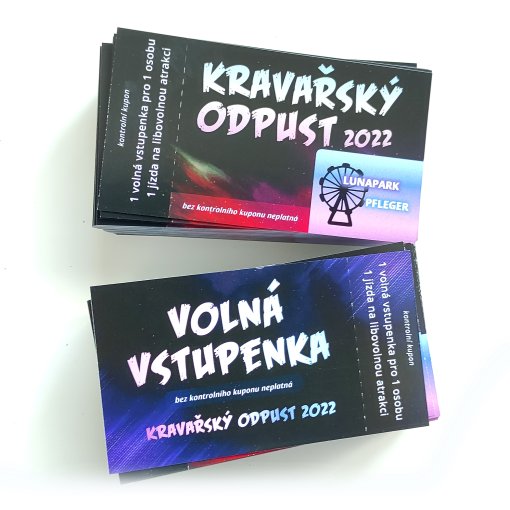 kontrolní kupon
1 volná vstupenka pro 1 osobu
1 jízda na libovolnou atrakci
KRAVAŘSKÝ
ODPUST 2022
LUNAPARK
PFLEGER
bez kontrolního kuponu neplatná
VOLNÁ
VSTUPENKA
bez kontrolního kuponu neplatná
KRAVAŘSKÝ ODPUST 2022
kontrolní kupon
1 volná vstupenka pro 1 osobu
1 jízda na libovolnou atrakci